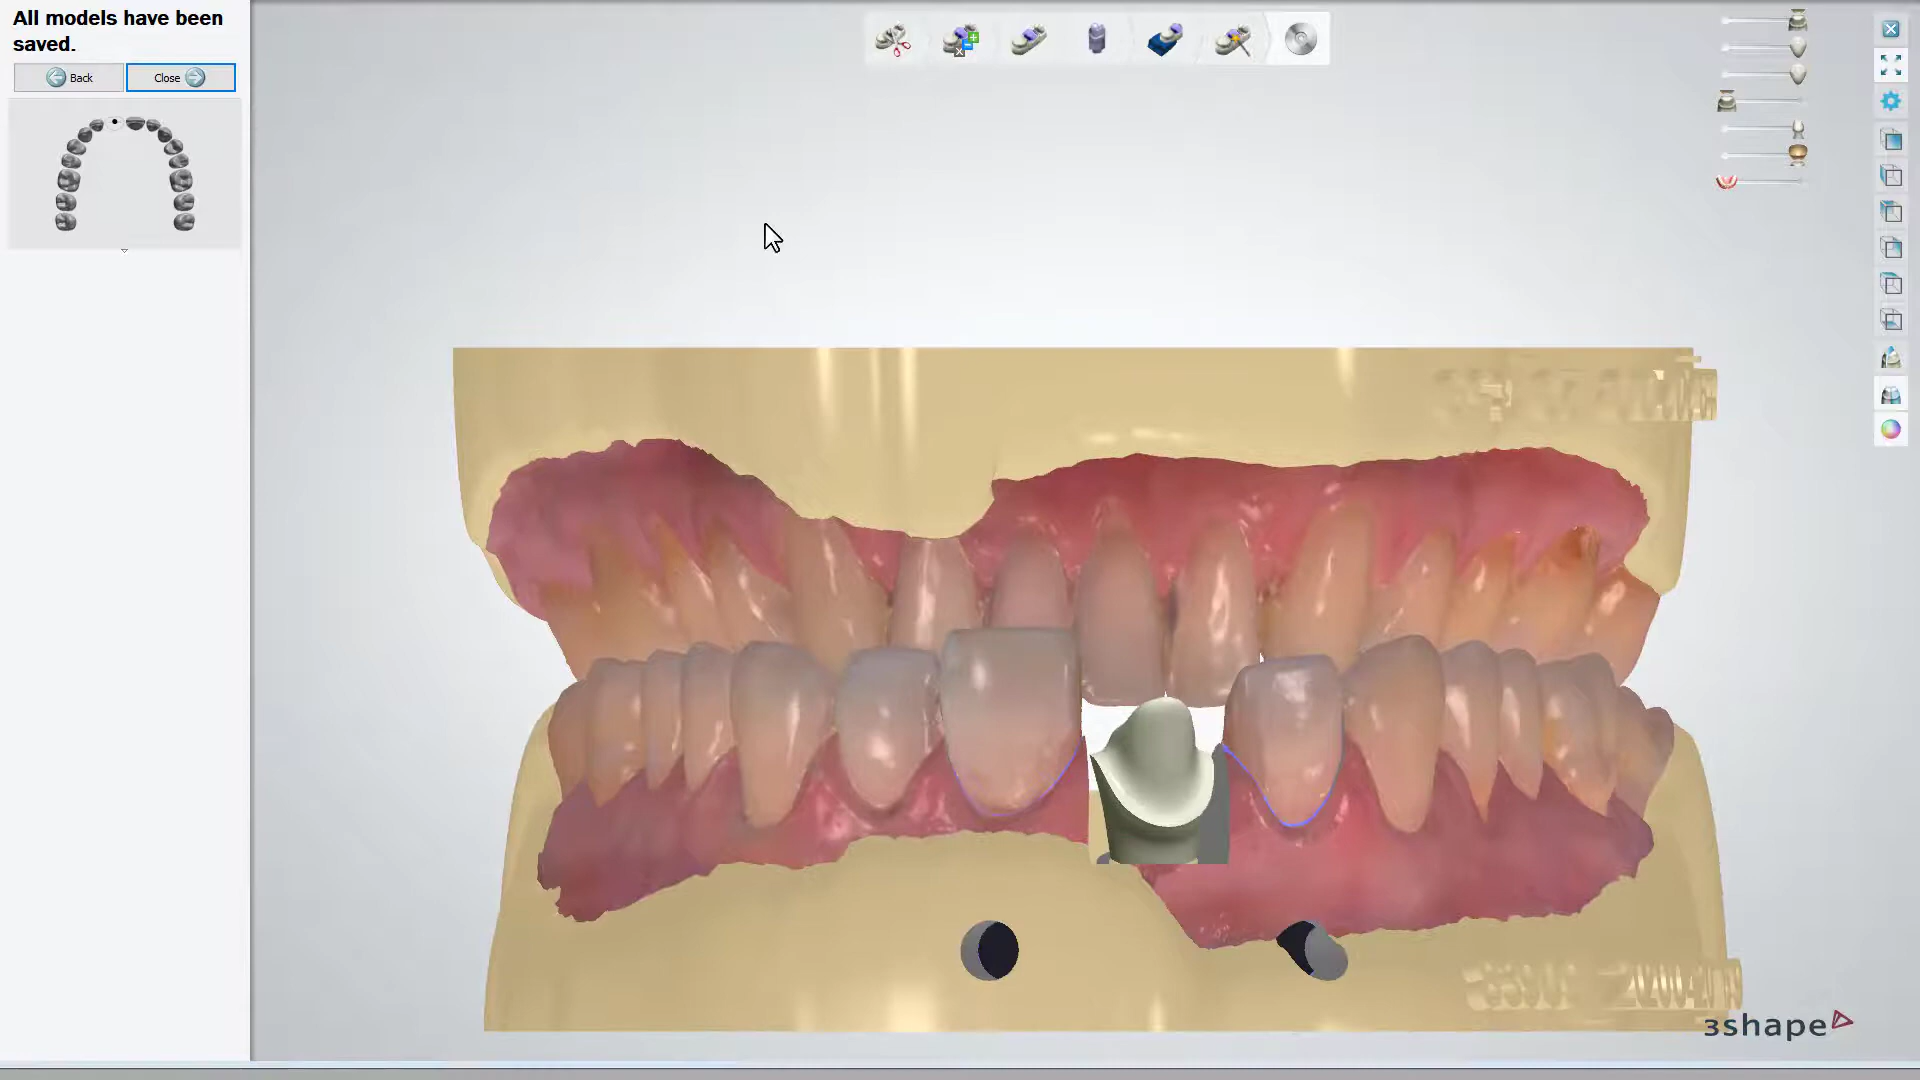 All models have been
saved.
Back
Close
3shape